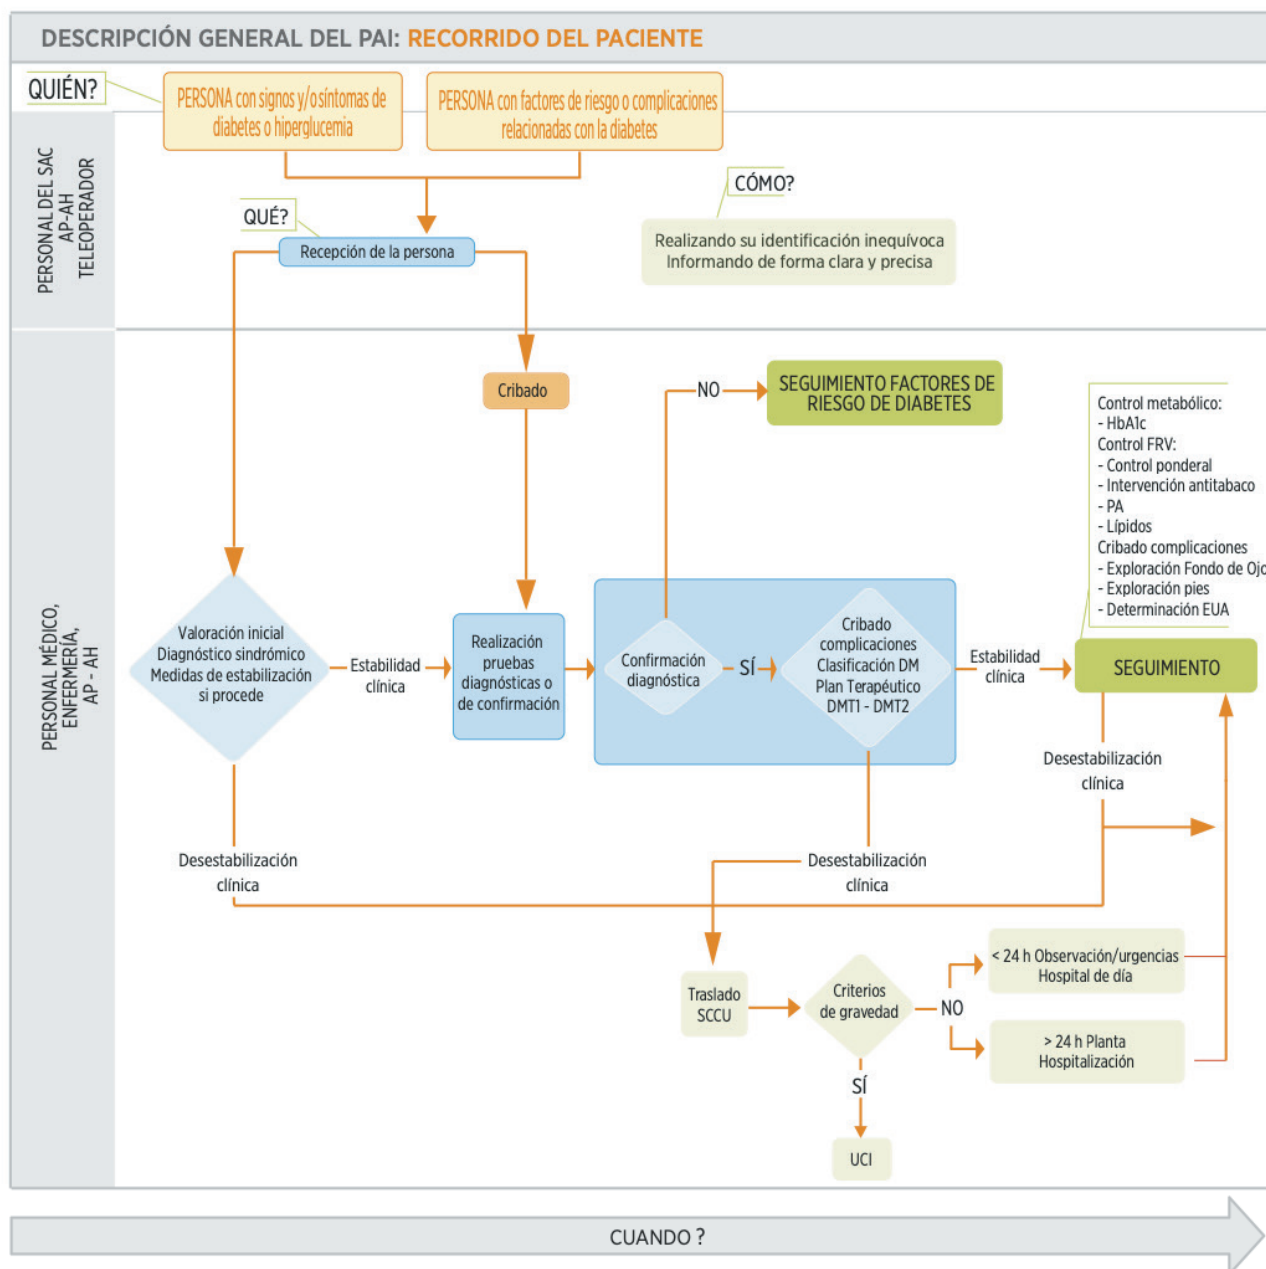 DESCRIPCIÓN GENERAL DEL PAI: RECORRIDO DEL PACIENTE
QUIÉN?
PERSONA con signos y/o síntomas de
diabetes o hiperglucemia
PERSONA con factores de riesgo o complicaciones
relacionadas con la diabetes
PERSONAL DEL SAC
AP-AH
TELEOPERADOR
QUÉ?
Recepción de la persona
CÓMO?
Realizando su identificación inequívoca
Informando de forma clara y precisa
PERSONAL MÉDICO,
ENFERMERÍA,
AP - AH
Cribado
NO
SEGUIMIENTO FACTORES DE
RIESGO DE DIABETES
Control metabólico:
- HbA1c
Control FRV:
- Control ponderal
- Intervención antitabaco
- PA
- Lípidos
Cribado complicaciones
- Exploración Fondo de Ojo
- Exploración pies
- Determinación EUA
Valoración inicial
Diagnóstico sindrómico
Medidas de estabilización
si procede
Estabilidad
clínica
Realización
pruebas
diagnósticas o
de confirmación
Confirmación
diagnóstica
SÍ
Cribado
complicaciones
Clasificación DM
Plan Terapéutico
DMT1 - DMT2
Estabilidad
clínica
SEGUIMIENTO
Desestabilización
clínica
Desestabilización
clínica
Desestabilización
clínica
Traslado
SCCU
Criterios
de gravedad
NO
< 24 h Observación/urgencias
Hospital de día
> 24 h Planta
Hospitalización
SÍ
UCI
CUANDO ?